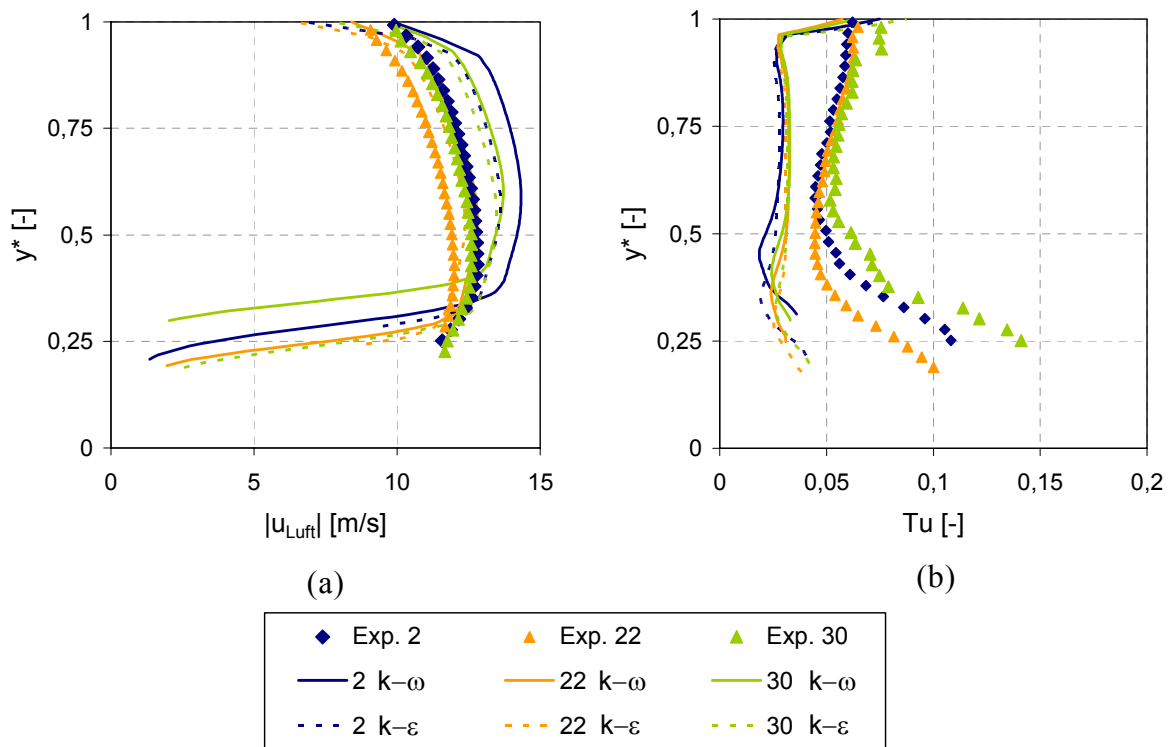 1
0,75
0,5
0,25
0
y* [-]
0 5 10 15
|u_Luft| [m/s]
(a)
1
0,75
0,5
0,25
0
y* [-]
0 0,05 0,1 0,15 0,2
Tu [-]
(b)
Exp. 2 Exp. 22 Exp. 30
2 k−ω 22 k−ω 30 k−ω
2 k−ε 22 k−ε 30 k−ε